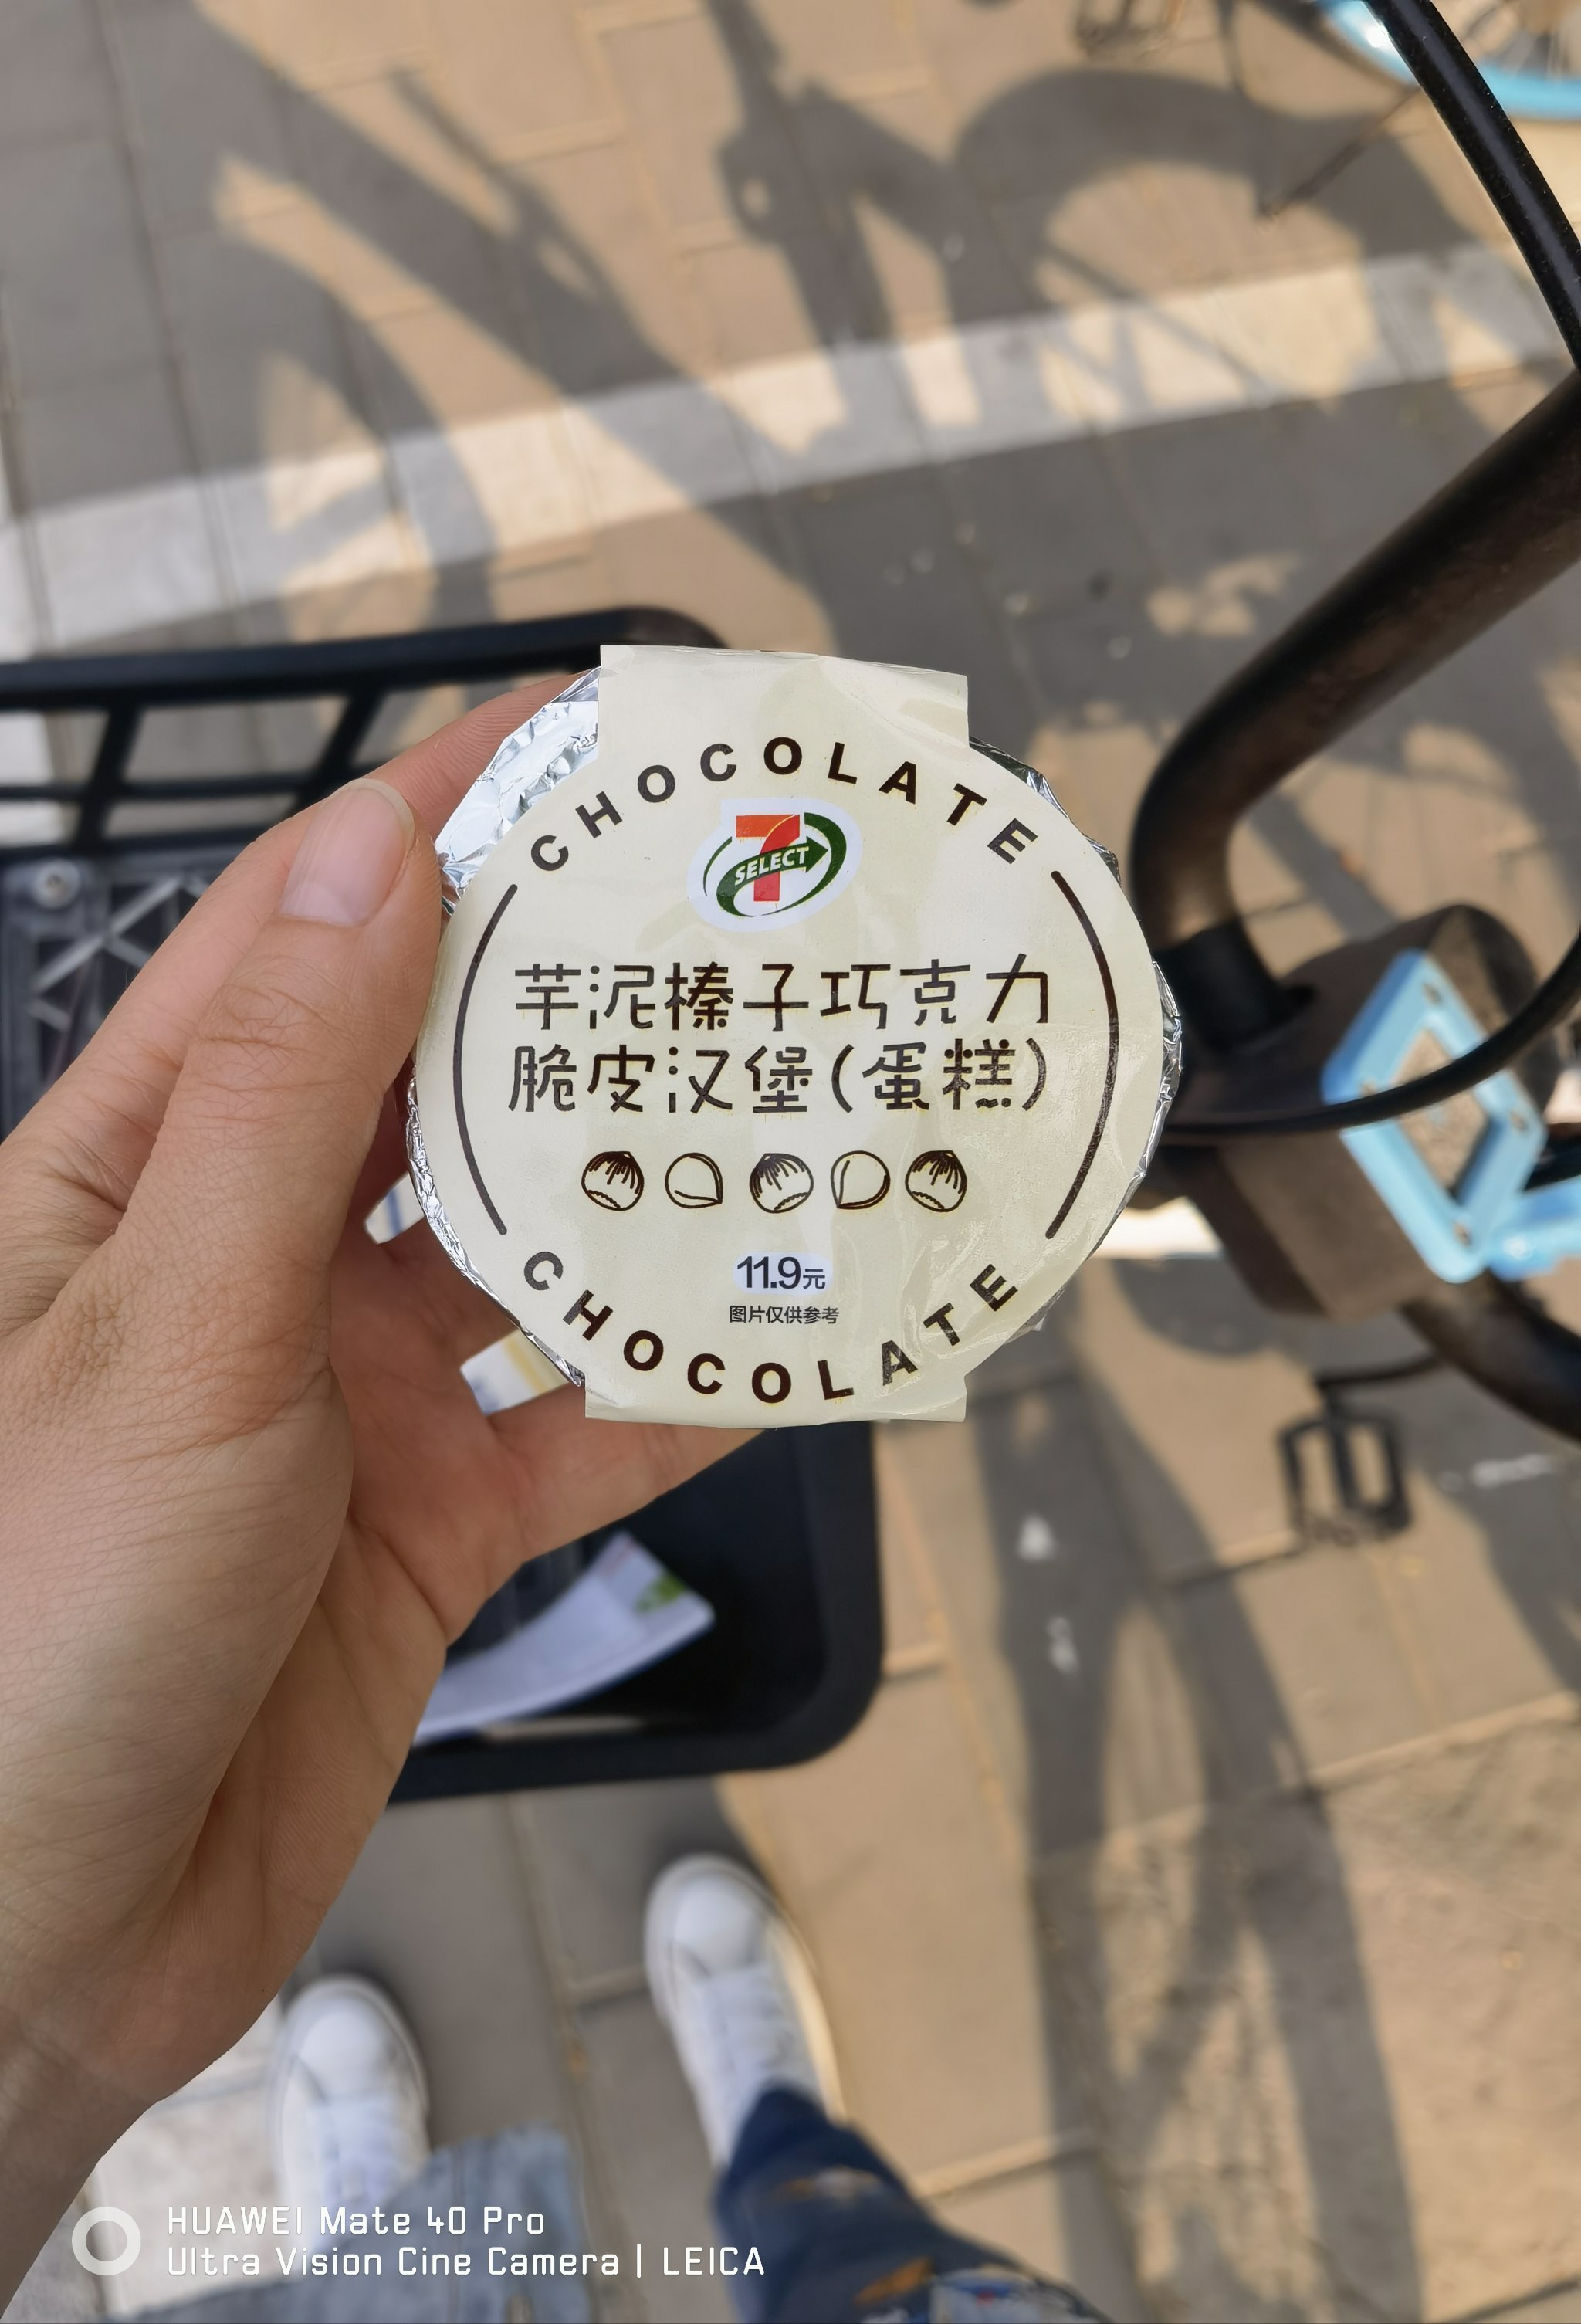 CHOCOLATE
7
SELECT
芋泥榛子巧克力
脆皮汉堡(蛋糕)
11.9元
图片仅供参考
CHOCOLATE
HUAWEI Mate 40 Pro
Ultra Vision Cine Camera | LEICA